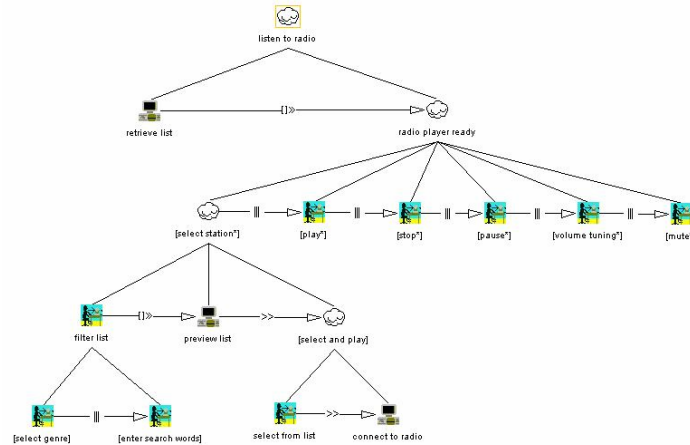 listen to radio
[]>>
retrieve list
radio player ready
||| ||| ||| ||| |||
[select station*] [play*] [stop*] [pause*] [volume tuning*] [mute*
[]>> >>
filter list preview list [select and play]
||| >>
[select genre] [enter search words] select from list connect to radio